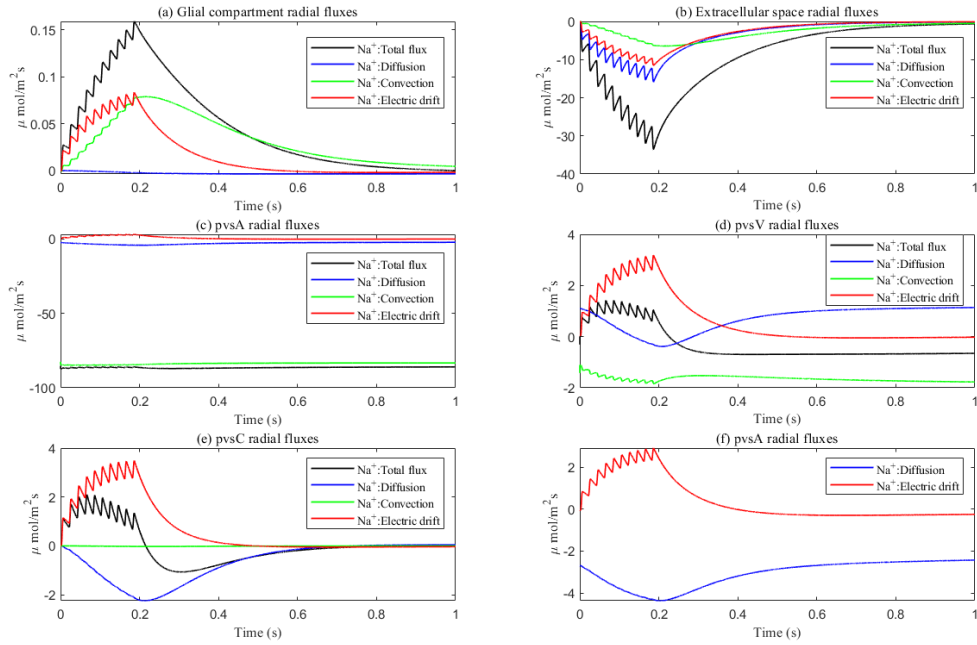 (a) Glial compartment radial fluxes
0.15
0.1
0.05
0
μ mol/m²s
Na⁺:Total flux
Na⁺:Diffusion
Na⁺:Convection
Na⁺:Electric drift
0 0.2 0.4 0.6 0.8 1
Time (s)
(b) Extracellular space radial fluxes
0
-10
-20
-30
-40
μ mol/m²s
Na⁺:Total flux
Na⁺:Diffusion
Na⁺:Convection
Na⁺:Electric drift
0 0.2 0.4 0.6 0.8 1
Time (s)
(c) pvsA radial fluxes
0
-50
-100
μ mol/m²s
Na⁺:Total flux
Na⁺:Diffusion
Na⁺:Convection
Na⁺:Electric drift
0 0.2 0.4 0.6 0.8 1
Time (s)
(d) pvsV radial fluxes
4
2
0
-2
μ mol/m²s
Na⁺:Total flux
Na⁺:Diffusion
Na⁺:Convection
Na⁺:Electric drift
0 0.2 0.4 0.6 0.8 1
Time (s)
(e) pvsC radial fluxes
4
2
0
-2
μ mol/m²s
Na⁺:Total flux
Na⁺:Diffusion
Na⁺:Convection
Na⁺:Electric drift
0 0.2 0.4 0.6 0.8 1
Time (s)
(f) pvsA radial fluxes
2
0
-2
-4
μ mol/m²s
Na⁺:Diffusion
Na⁺:Electric drift
0 0.2 0.4 0.6 0.8 1
Time (s)